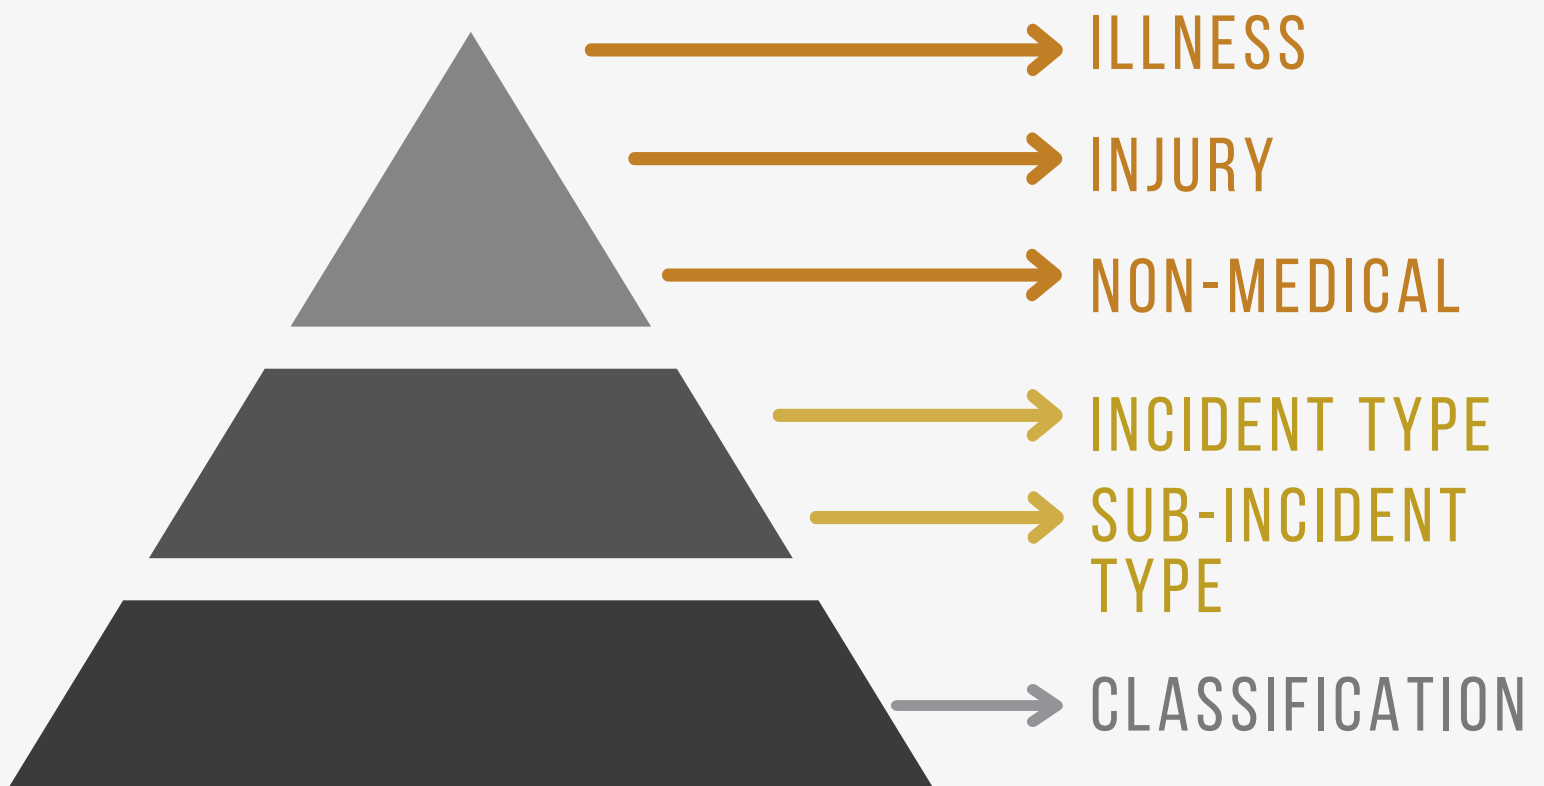 ILLNESS
INJURY
NON-MEDICAL
INCIDENT TYPE
SUB-INCIDENT
TYPE
CLASSIFICATION